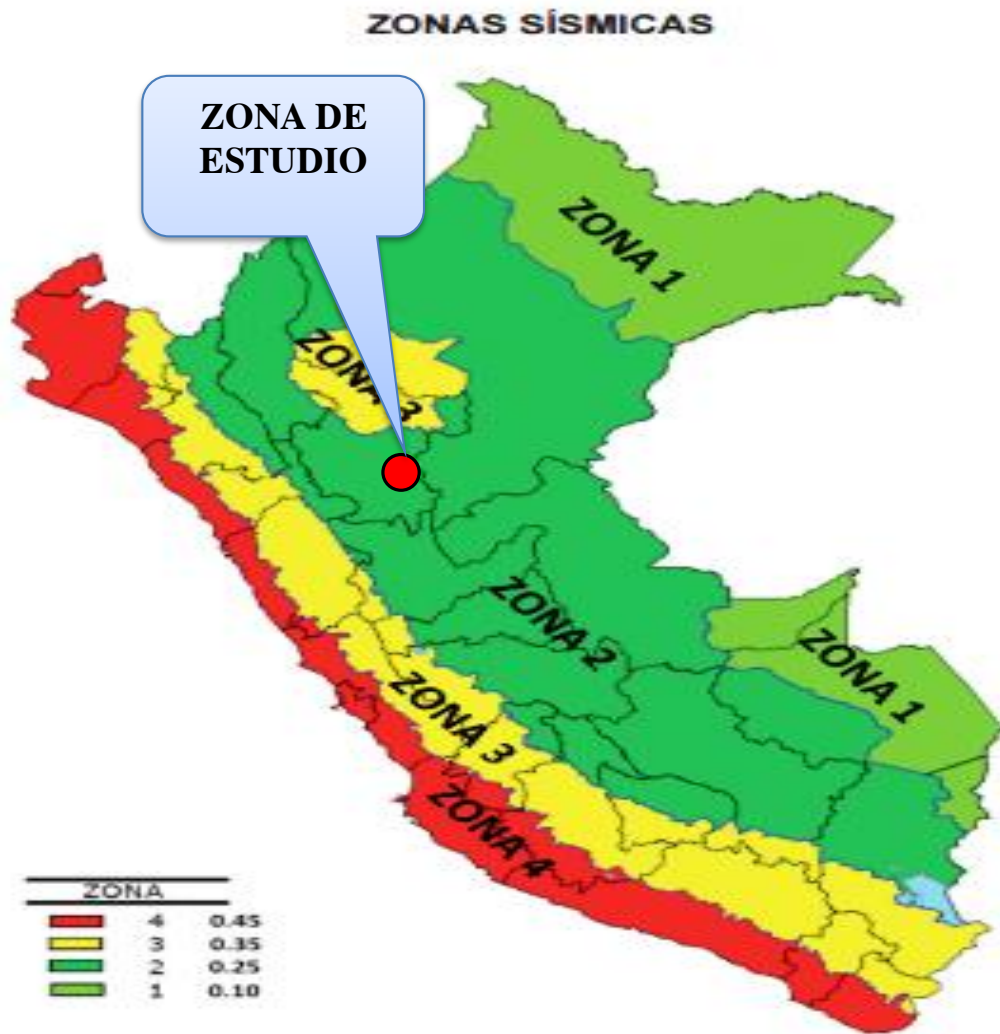 ZONAS SÍSMICAS
ZONA DE
ESTUDIO
ZONA 1
ZONA 3
ZONA 2
ZONA 1
ZONA 3
ZONA 4
ZONA
4 0.45
3 0.35
2 0.25
1 0.10